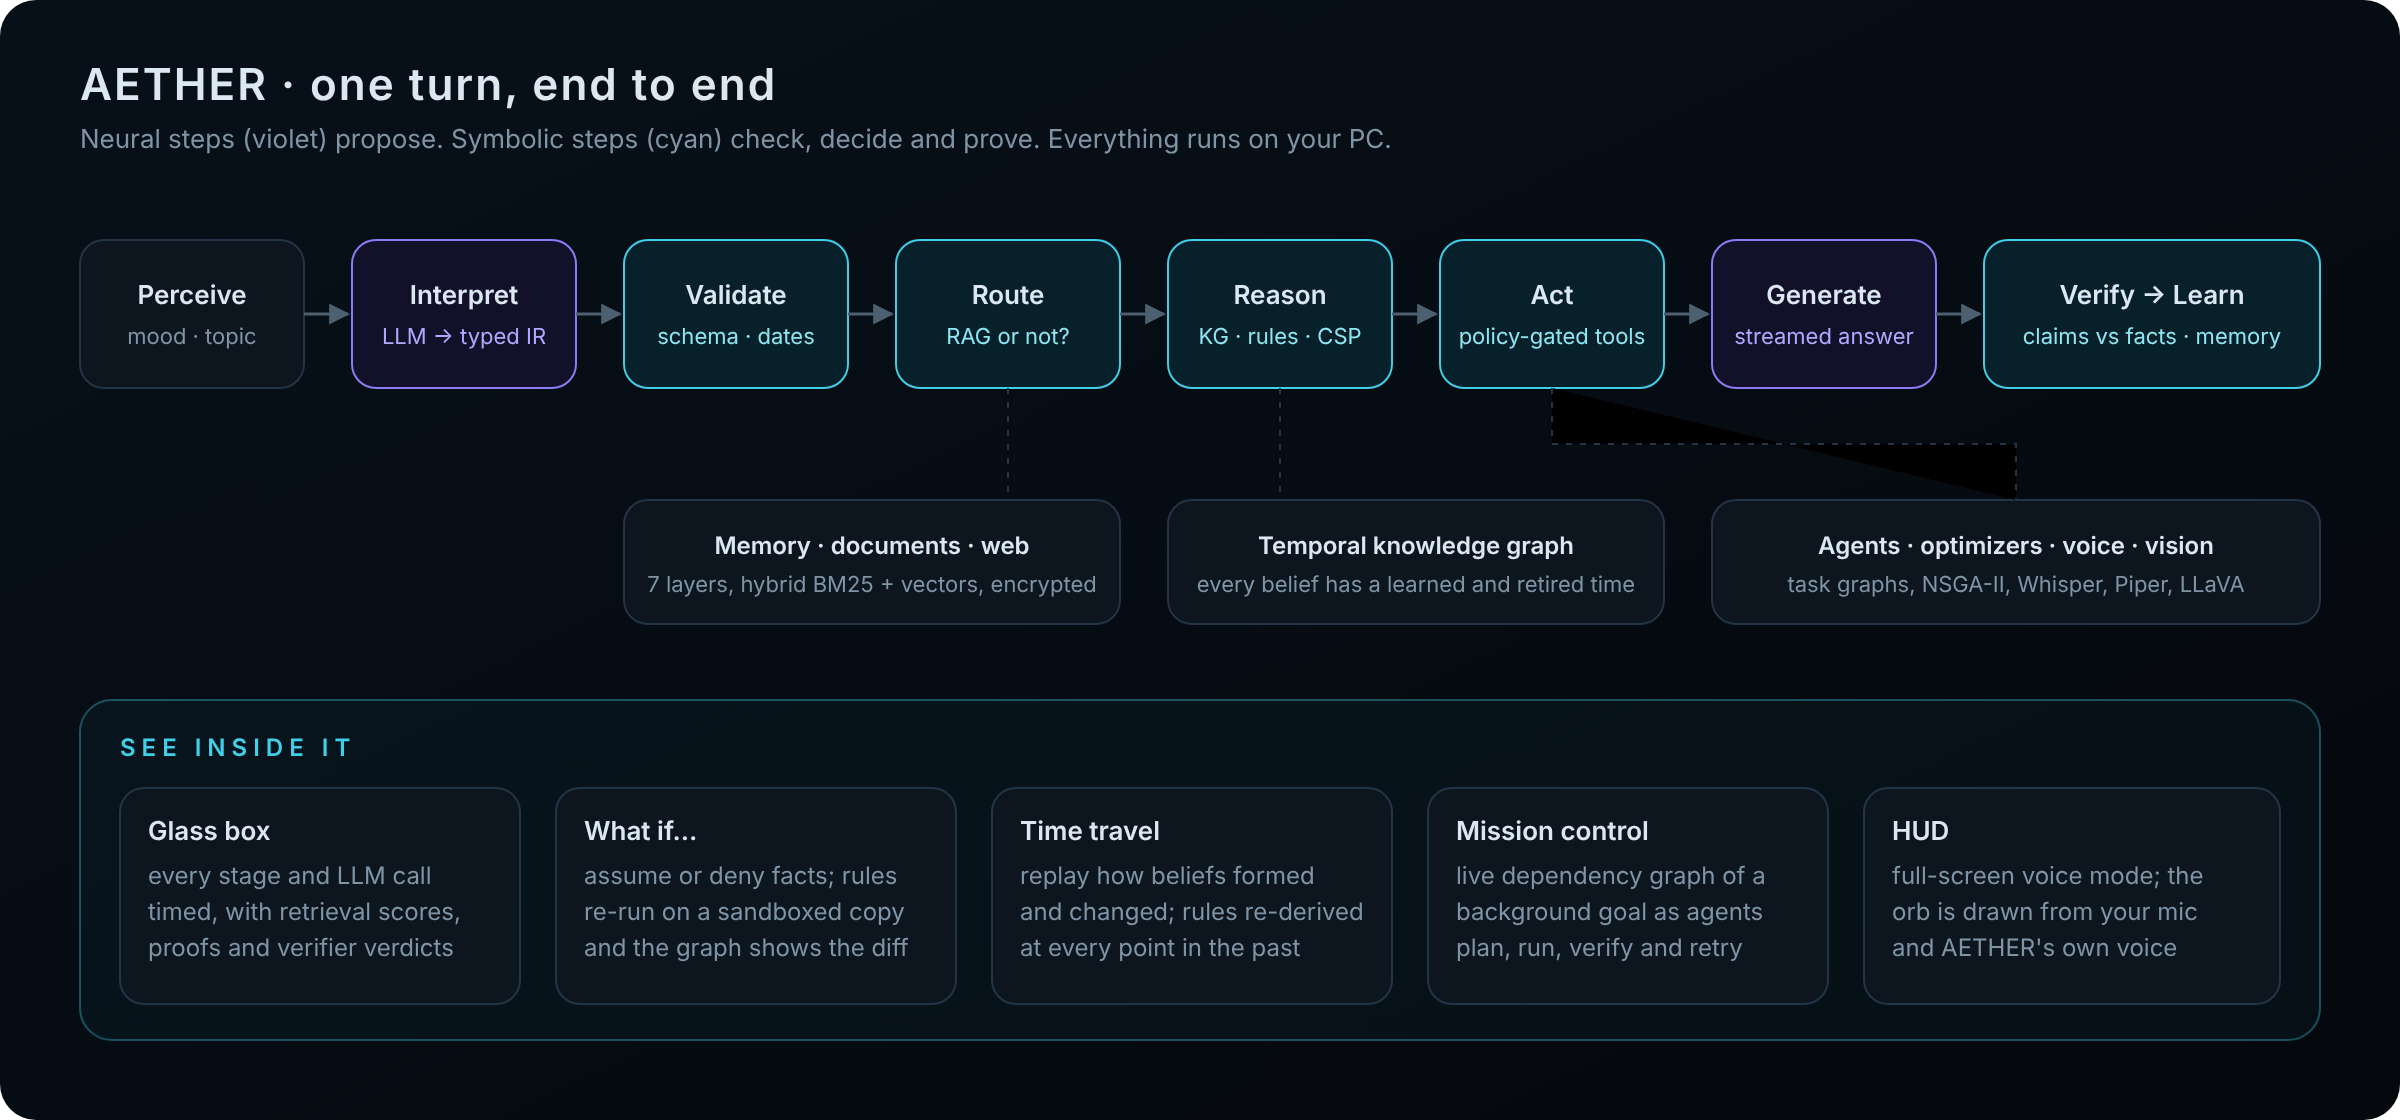 AETHER · one turn, end to end
Neural steps (violet) propose. Symbolic steps (cyan) check, decide and prove. Everything runs on your PC.
Perceive
mood · topic
Interpret
LLM → typed IR
Validate
schema · dates
Route
RAG or not?
Reason
KG · rules · CSP
Act
policy-gated tools
Generate
streamed answer
Verify → Learn
claims vs facts · memory
Memory · documents · web
7 layers, hybrid BM25 + vectors, encrypted
Temporal knowledge graph
every belief has a learned and retired time
Agents · optimizers · voice · vision
task graphs, NSGA-II, Whisper, Piper, LLaVA
SEE INSIDE IT
Glass box
every stage and LLM call
timed, with retrieval scores,
proofs and verifier verdicts
What if...
assume or deny facts; rules
re-run on a sandboxed copy
and the graph shows the diff
Time travel
replay how beliefs formed
and changed; rules re-derived
at every point in the past
Mission control
live dependency graph of a
background goal as agents
plan, run, verify and retry
HUD
full-screen voice mode; the
orb is drawn from your mic
and AETHER's own voice